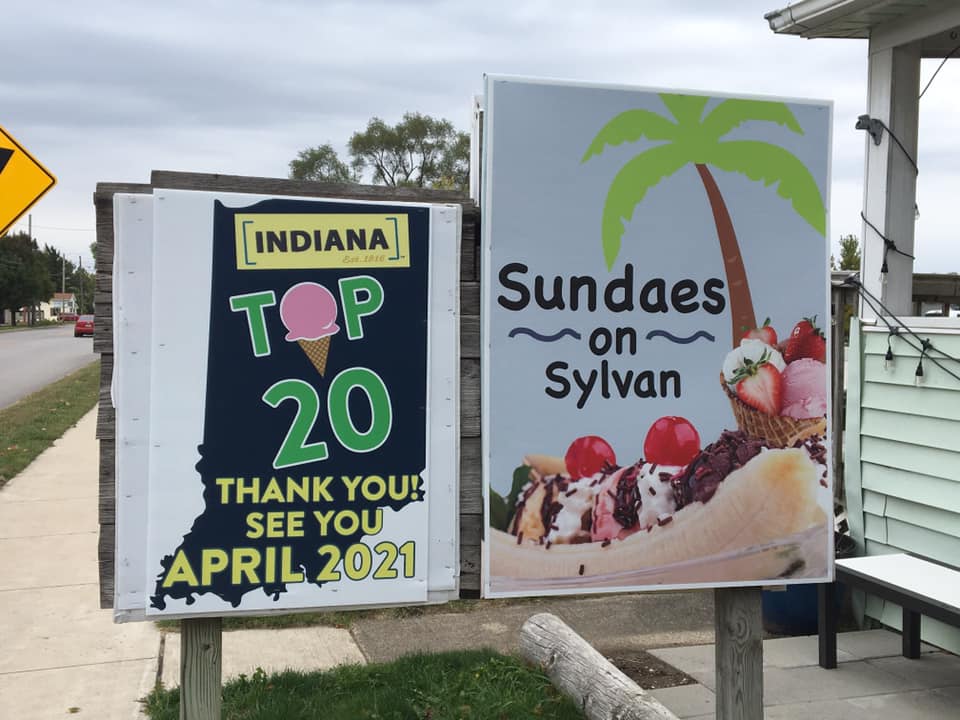 [INDIANA]
Est. 1816
TOP
20
THANK YOU!
SEE YOU
APRIL 2021
Sundaes
on
Sylvan